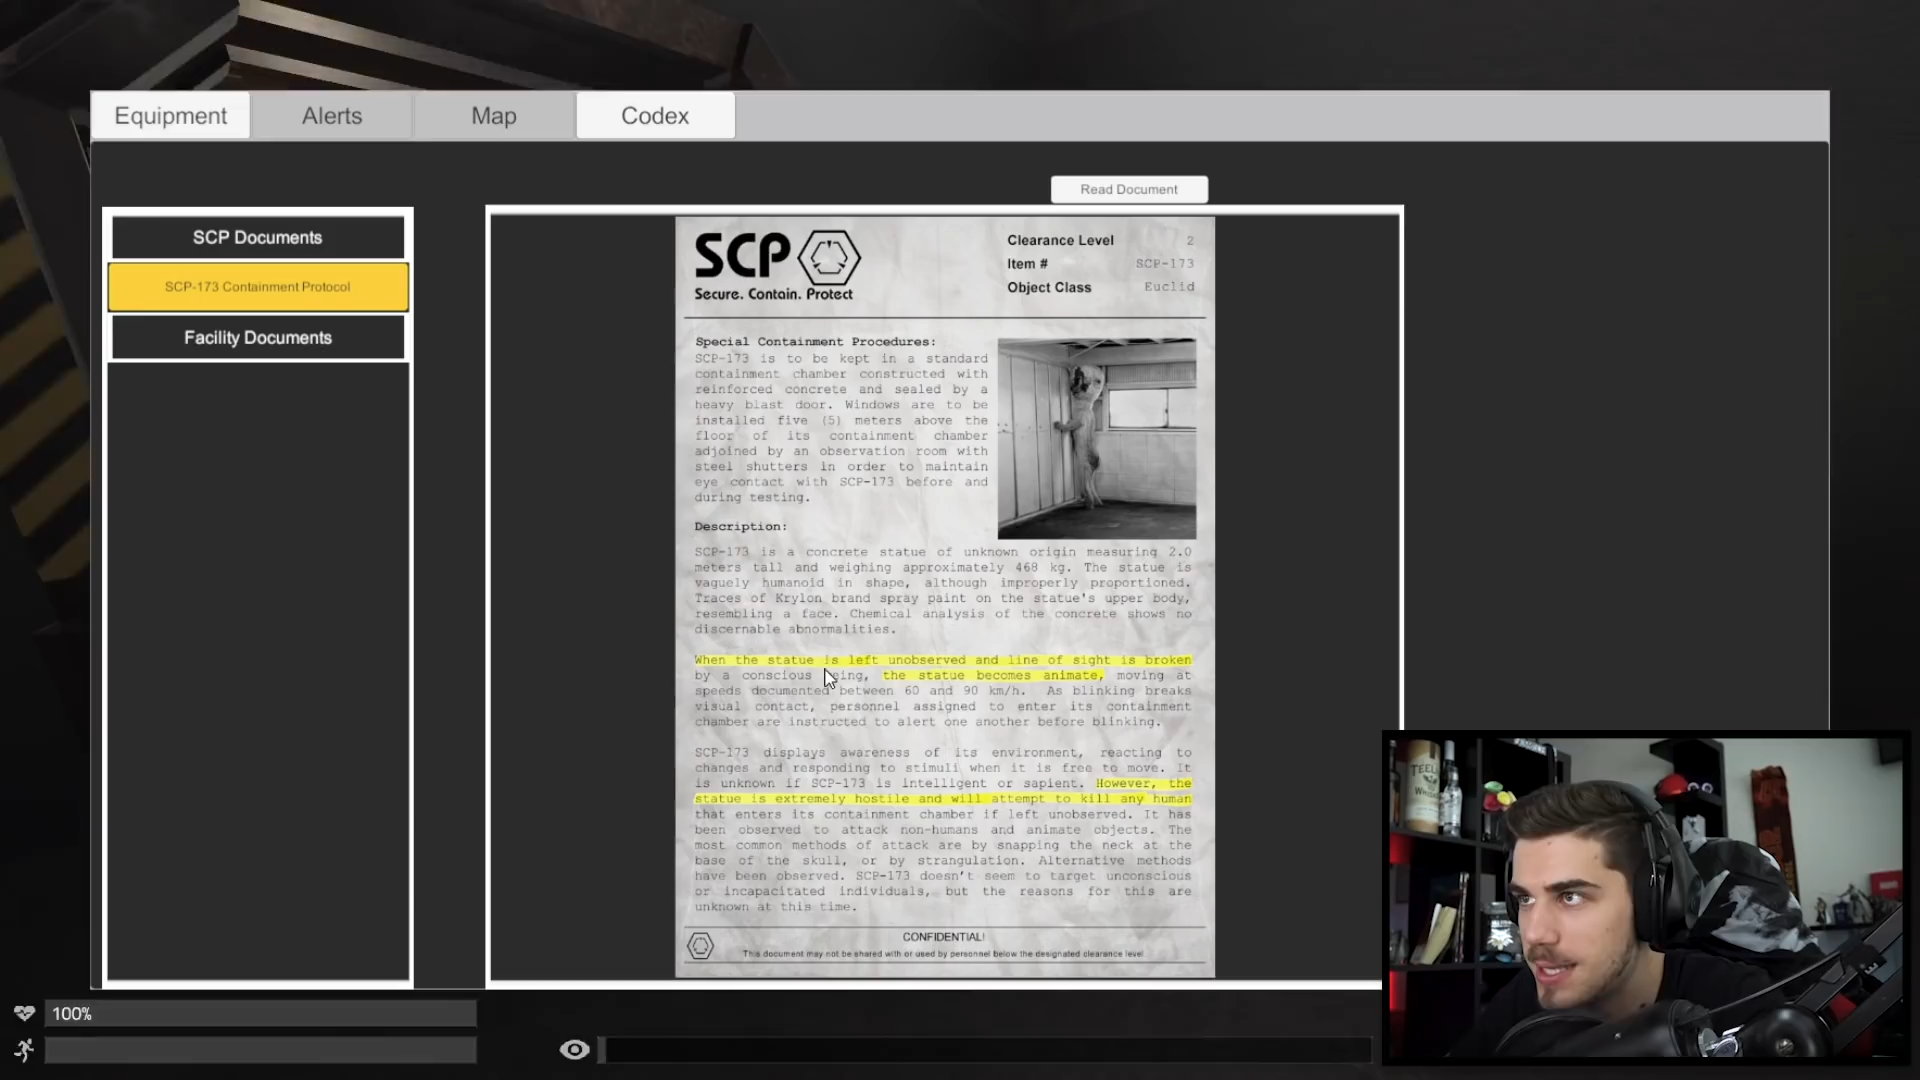 Equipment
Alerts
Map
Codex
Read Document
SCP Documents
SCP-173 Containment Protocol
Facility Documents
SCP
Secure. Contain. Protect
Clearance Level 2
Item # SCP-173
Object Class Euclid
Special Containment Procedures:
SCP-173 is to be kept in a standard
containment chamber constructed with
reinforced concrete and sealed by a
heavy blast door. Windows are to be
installed five (5) meters above the
floor of its containment chamber
adjoined by an observation room with
steel shutters in order to maintain
eye contact with SCP-173 before and
during testing.
Description:
SCP-173 is a concrete statue of unknown origin measuring 2.0
meters tall and weighing approximately 468 kg. The statue is
vaguely humanoid in shape, although improperly proportioned.
Traces of Krylon brand spray paint on the statue's upper body,
resembling a face. Chemical analysis of the concrete shows no
discernable abnormalities.
When the statue is left unobserved and line of sight is broken
by a conscious being, the statue becomes animate, moving at
speeds documented between 60 and 90 km/h. As blinking breaks
visual contact, personnel assigned to enter its containment
chamber are instructed to alert one another before blinking.
SCP-173 displays awareness of its environment, reacting to
changes and responding to stimuli when it is free to move. It
is unknown if SCP-173 is intelligent or sapient. However, the
statue is extremely hostile and will attempt to kill any human
that enters its containment chamber if left unobserved. It has
been observed to attack non-humans and animate objects. The
most common methods of attack are by snapping the neck at the
base of the skull, or by strangulation. Alternative methods
have been observed. SCP-173 doesn't seem to target unconscious
or incapacitated individuals, but the reasons for this are
unknown at this time.
CONFIDENTIAL!
This document may not be shared with or used by personnel below the designated clearance level
100%